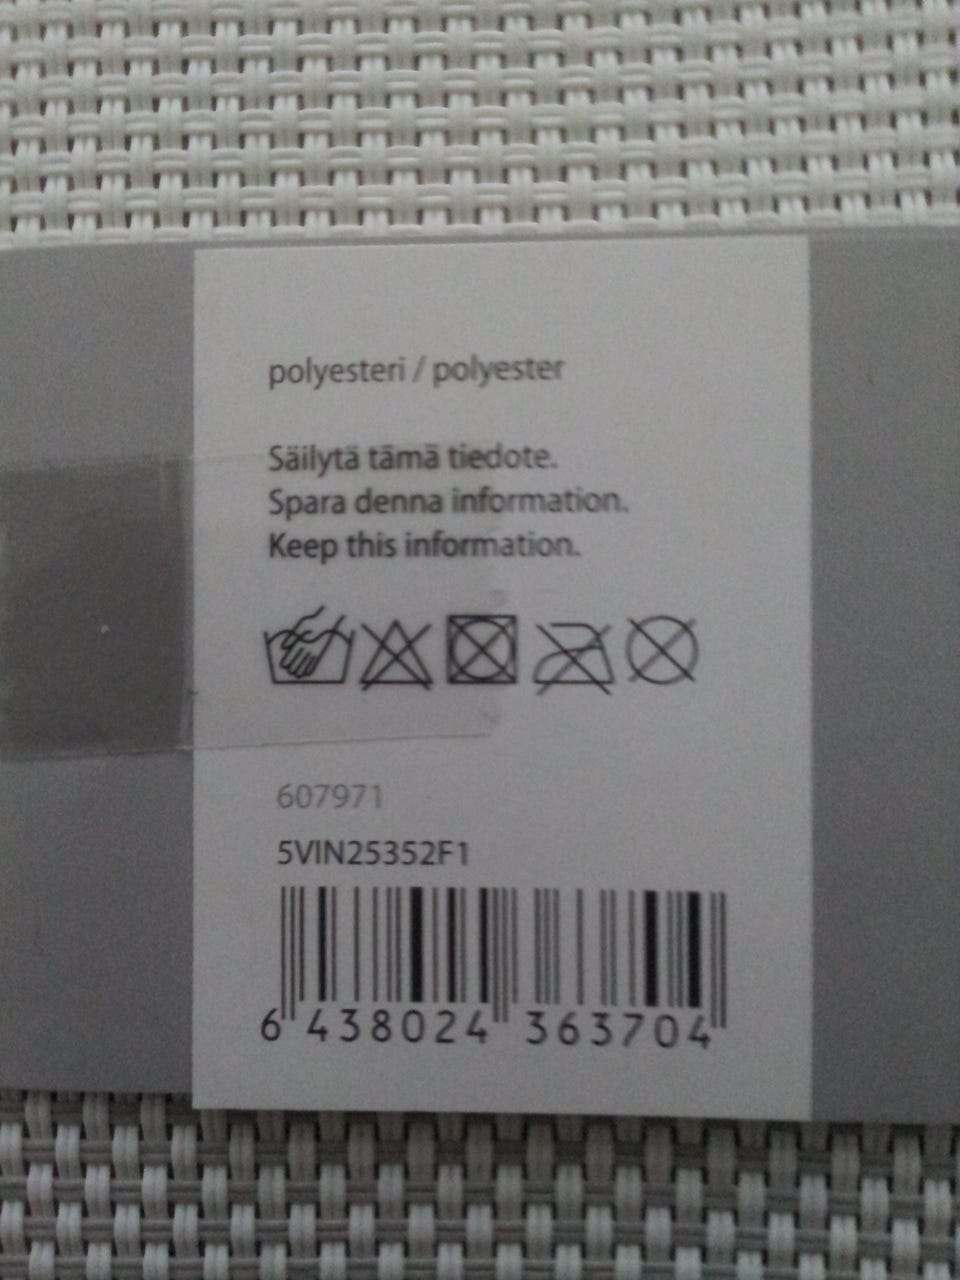 polyesteri / polyester
Säilytä tämä tiedote.
Spara denna information.
Keep this information.
607971
5VIN25352F1
6 438024 363704